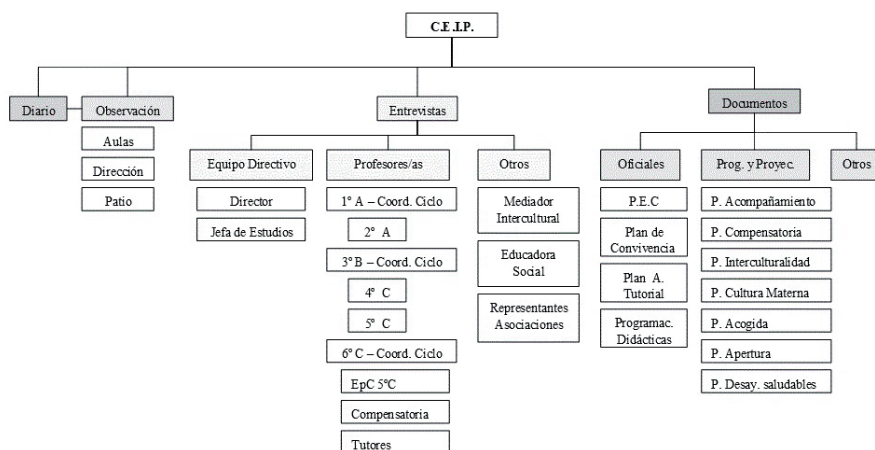 C.E.I.P.
Diario
Observación
Entrevistas
Documentos
Aulas
Dirección
Patio
Equipo Directivo
Director
Jefa de Estudios
Profesores/as
1º A – Coord. Ciclo
2º A
3º B – Coord. Ciclo
4º C
5º C
6º C – Coord. Ciclo
EpC 5ºC
Compensatoria
Tutores
Otros
Mediador
Intercultural
Educadora
Social
Representantes
Asociaciones
Oficiales
P.E.C
Plan de
Convivencia
Plan A.
Tutorial
Programac.
Didácticas
Prog. y Proyec.
P. Acompañamiento
P. Compensatoria
P. Interculturalidad
P. Cultura Materna
P. Acogida
P. Apertura
P. Desay. saludables
Otros